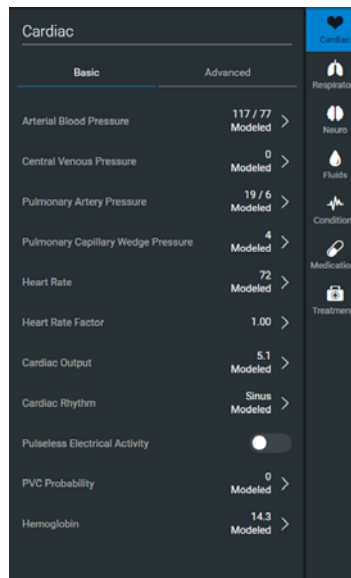 Cardiac
Basic
Advanced
Arterial Blood Pressure
117 / 77
Modeled
Central Venous Pressure
0
Modeled
Pulmonary Artery Pressure
19 / 6
Modeled
Pulmonary Capillary Wedge Pressure
4
Modeled
Heart Rate
72
Modeled
Heart Rate Factor
1.00
Cardiac Output
5.1
Modeled
Cardiac Rhythm
Sinus
Modeled
Pulseless Electrical Activity
PVC Probability
0
Modeled
Hemoglobin
14.3
Modeled
Cardiac
Respirato
Neuro
Fluids
Condition
Medicatio
Treatmen